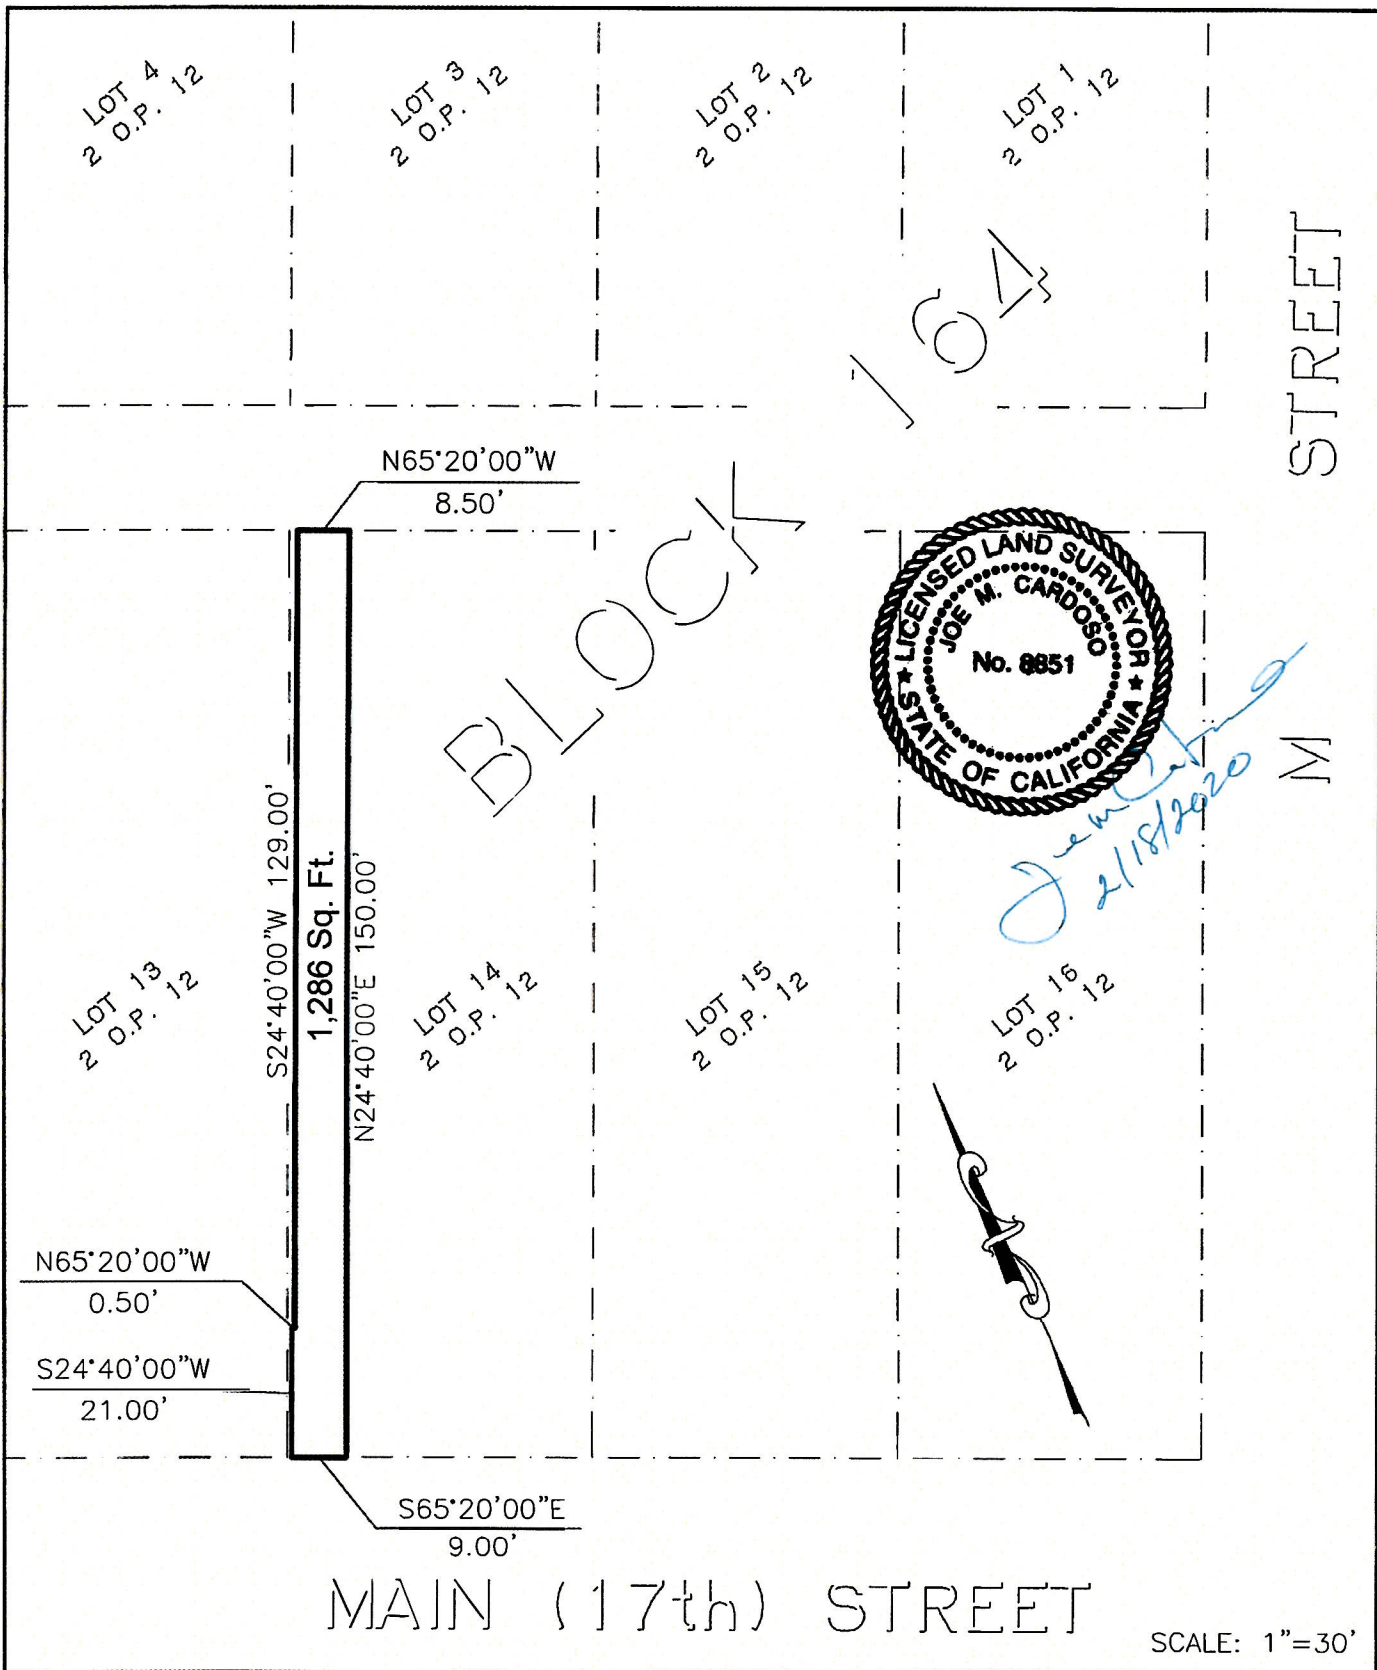 LOT 4
2 O.P. 12
LOT 3
2 O.P. 12
LOT 2
2 O.P. 12
LOT 1
2 O.P. 12
BLOCK 164
M STREET
N65°20'00"W
8.50'
LICENSED LAND SURVEYOR
JOE M. CARDOSO
No. 8851
★ STATE OF CALIFORNIA ★
2/18/2020
S24°40'00"W 129.00'
1,286 Sq. Ft.
N24°40'00"E 150.00'
LOT 13
2 O.P. 12
LOT 14
2 O.P. 12
LOT 15
2 O.P. 12
LOT 16
2 O.P. 12
N65°20'00"W
0.50'
S24°40'00"W
21.00'
S65°20'00"E
9.00'
MAIN (17th) STREET
SCALE: 1"=30'